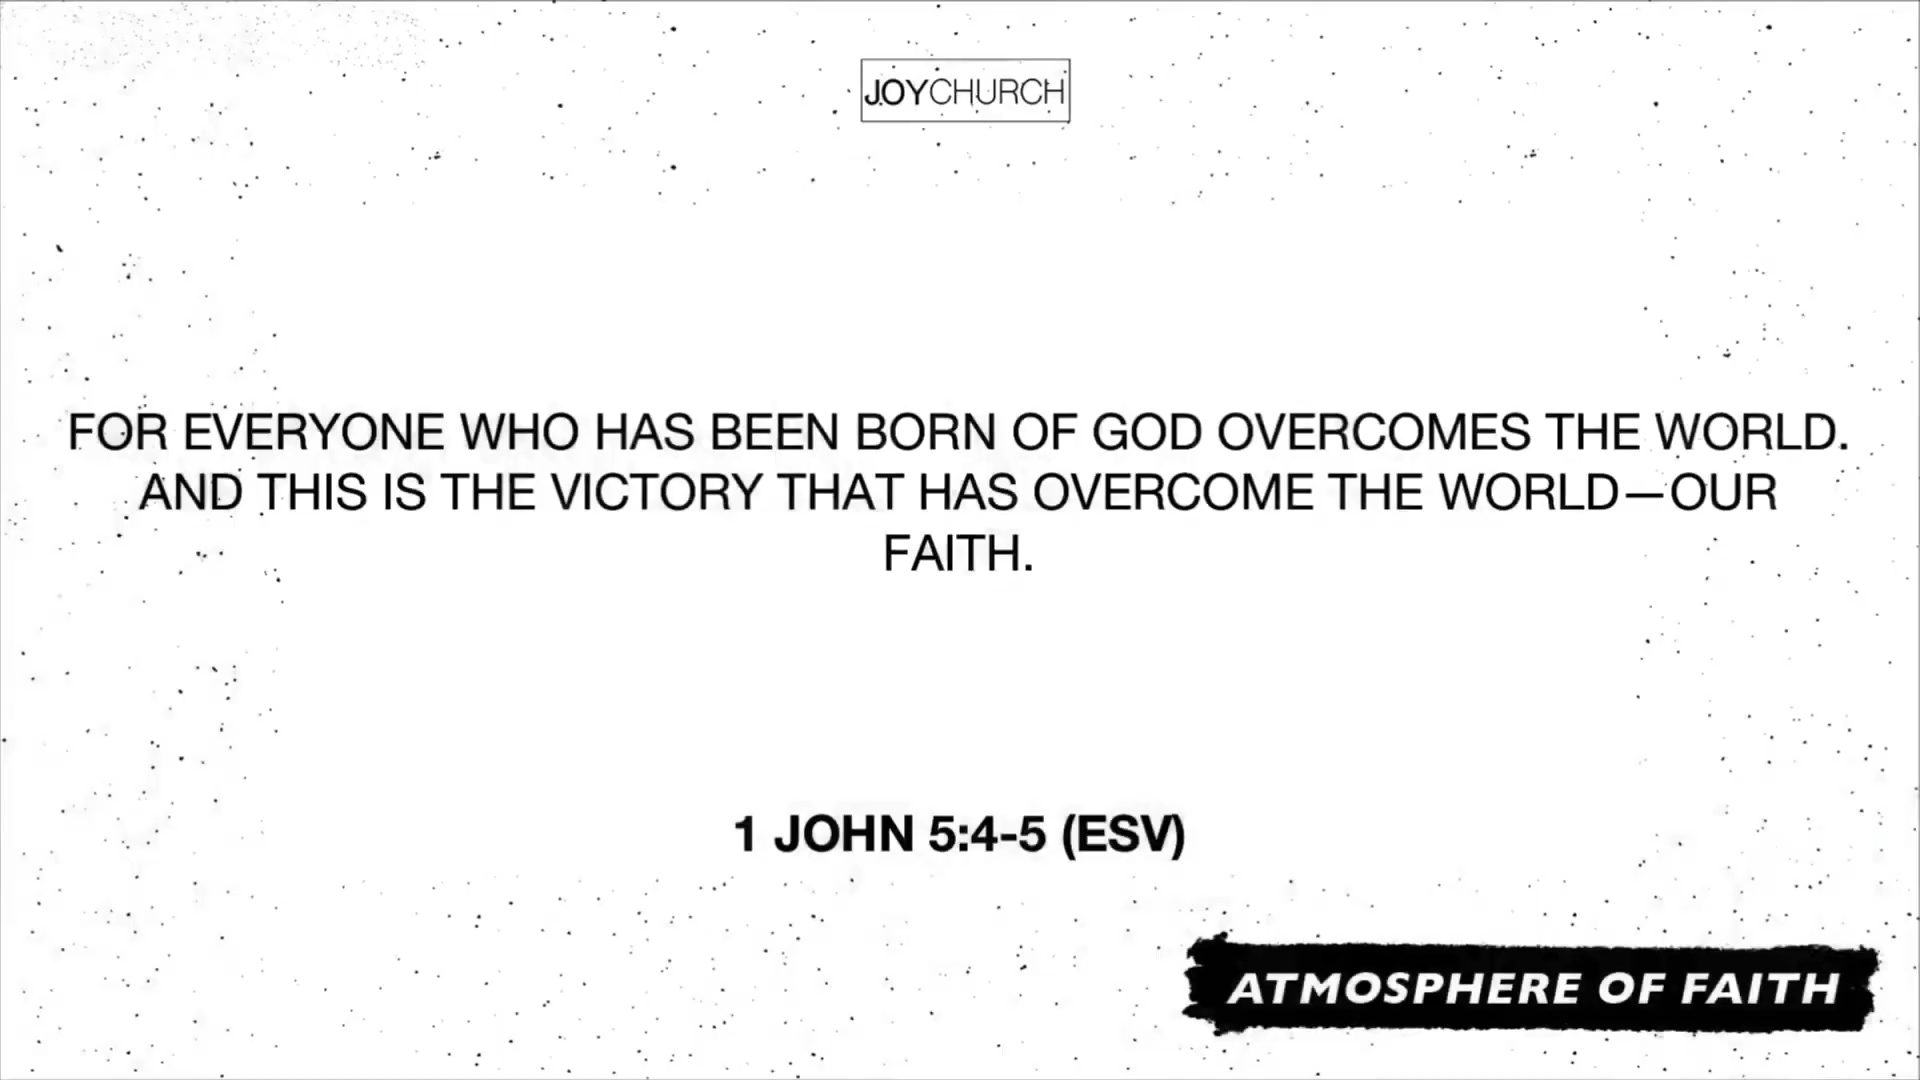 JOYCHURCH
FOR EVERYONE WHO HAS BEEN BORN OF GOD OVERCOMES THE WORLD.
AND THIS IS THE VICTORY THAT HAS OVERCOME THE WORLD—OUR
FAITH.
1 JOHN 5:4-5 (ESV)
ATMOSPHERE OF FAITH